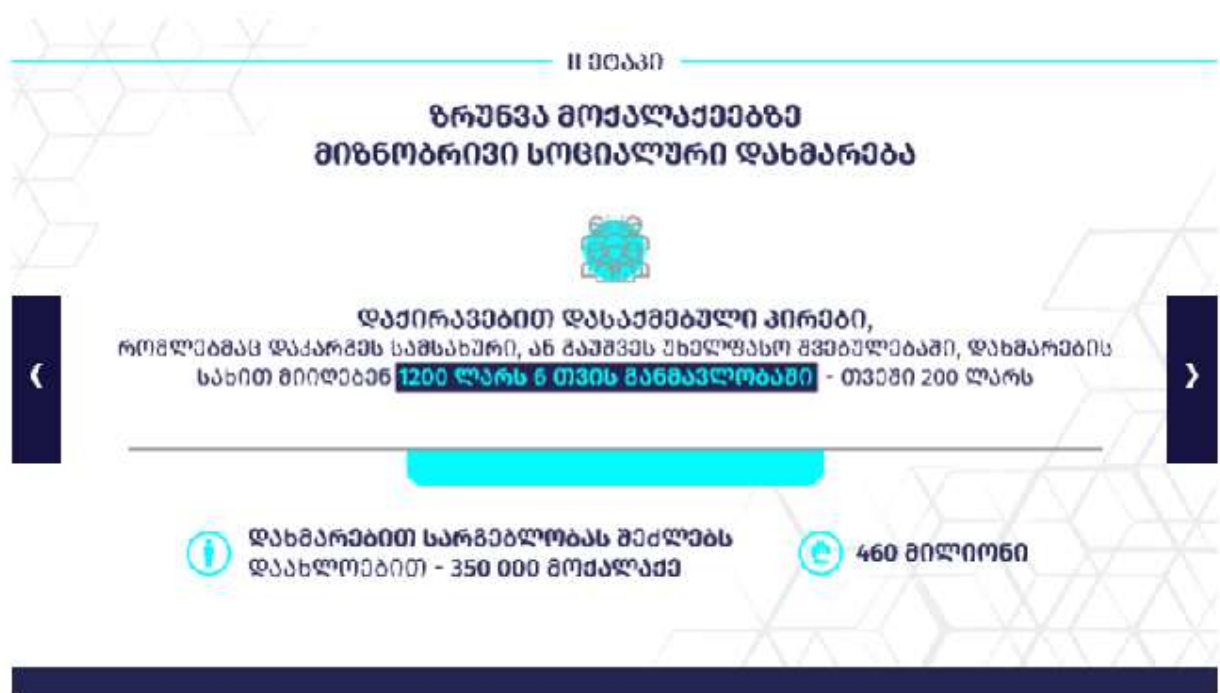 II ეტაპი
ზრუნვა მოქალაქეებზე
მიზნობრივი სოციალური დახმარება
დაქირავებით დასაქმებული პირები,
რომლებმაც დაკარგეს სამსახური, ან გაუშვეს უხელფასო შვებულებაში, დახმარების
სახით მიიღებენ 1200 ლარს 6 თვის განმავლობაში - თვეში 200 ლარს
დახმარებით სარგებლობას შეძლებს
დაახლოებით - 350 000 მოქალაქე
460 მილიონი